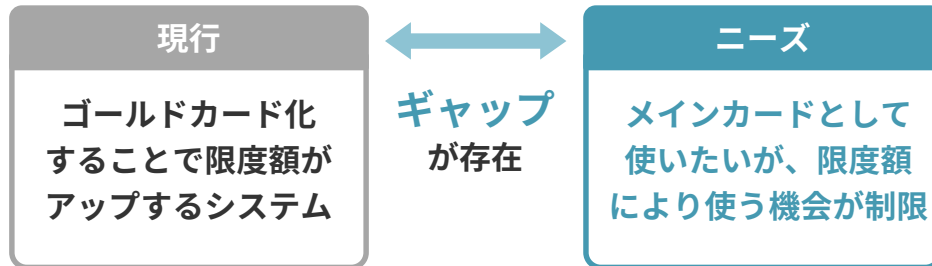 現行
ゴールドカード化
することで限度額が
アップするシステム
ギャップ
が存在
ニーズ
メインカードとして
使いたいが、限度額
により使う機会が制限